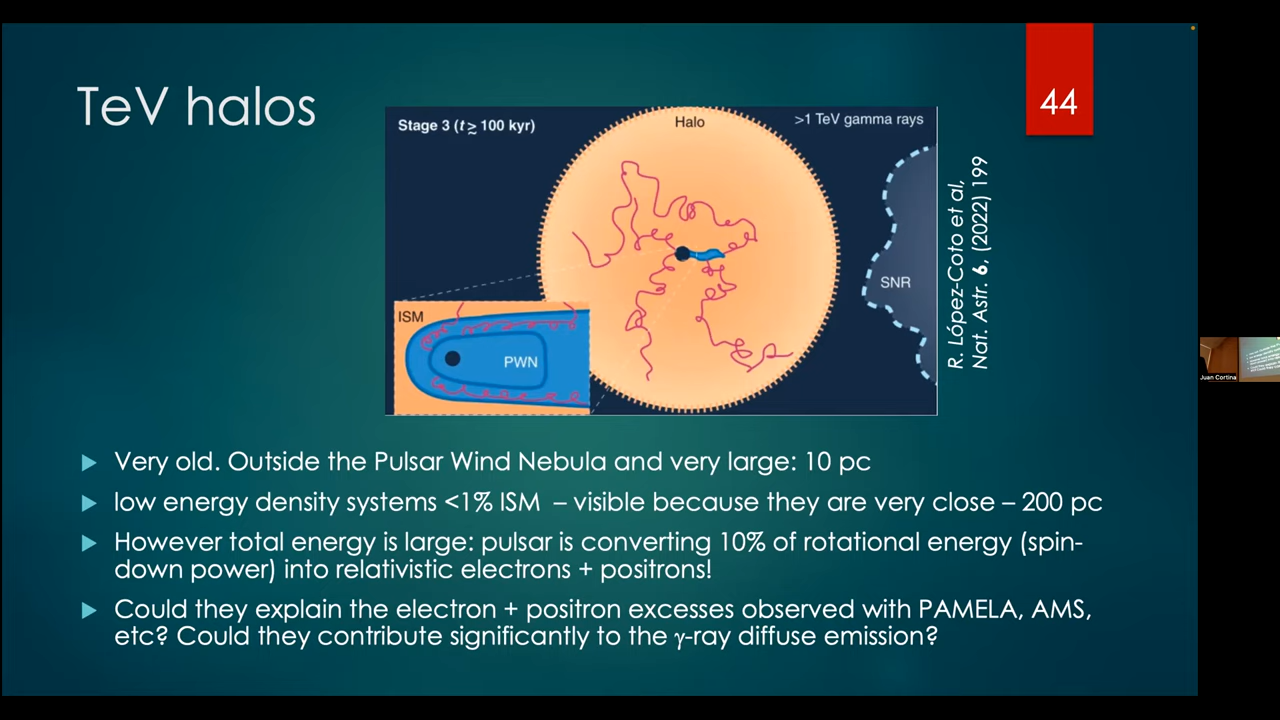 TeV halos
44
Stage 3 (t ≳ 100 kyr)
Halo
>1 TeV gamma rays
SNR
ISM
PWN
R. López-Coto et al,
Nat. Astr. 6, (2022) 199
Very old. Outside the Pulsar Wind Nebula and very large: 10 pc
low energy density systems <1% ISM – visible because they are very close – 200 pc
However total energy is large: pulsar is converting 10% of rotational energy (spin-
down power) into relativistic electrons + positrons!
Could they explain the electron + positron excesses observed with PAMELA, AMS,
etc? Could they contribute significantly to the γ-ray diffuse emission?
Juan Cortina